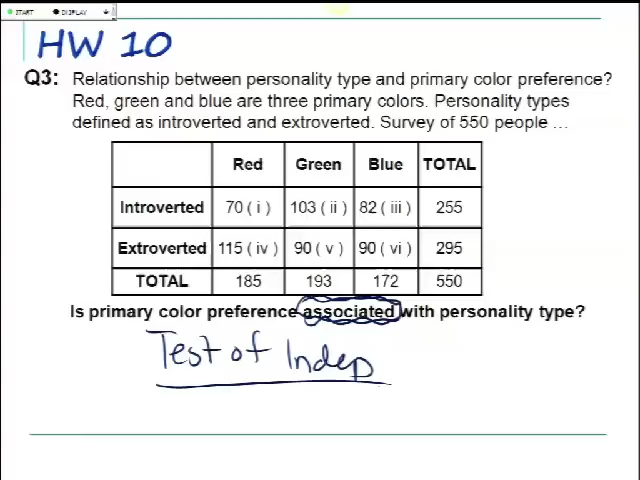 START DISPLAY
HW 10
Q3: Relationship between personality type and primary color preference?
Red, green and blue are three primary colors. Personality types
defined as introverted and extroverted. Survey of 550 people ...
Red Green Blue TOTAL
Introverted 70 ( i ) 103 ( ii ) 82 ( iii ) 255
Extroverted 115 ( iv ) 90 ( v ) 90 ( vi ) 295
TOTAL 185 193 172 550
Is primary color preference associated with personality type?
Test of Indep